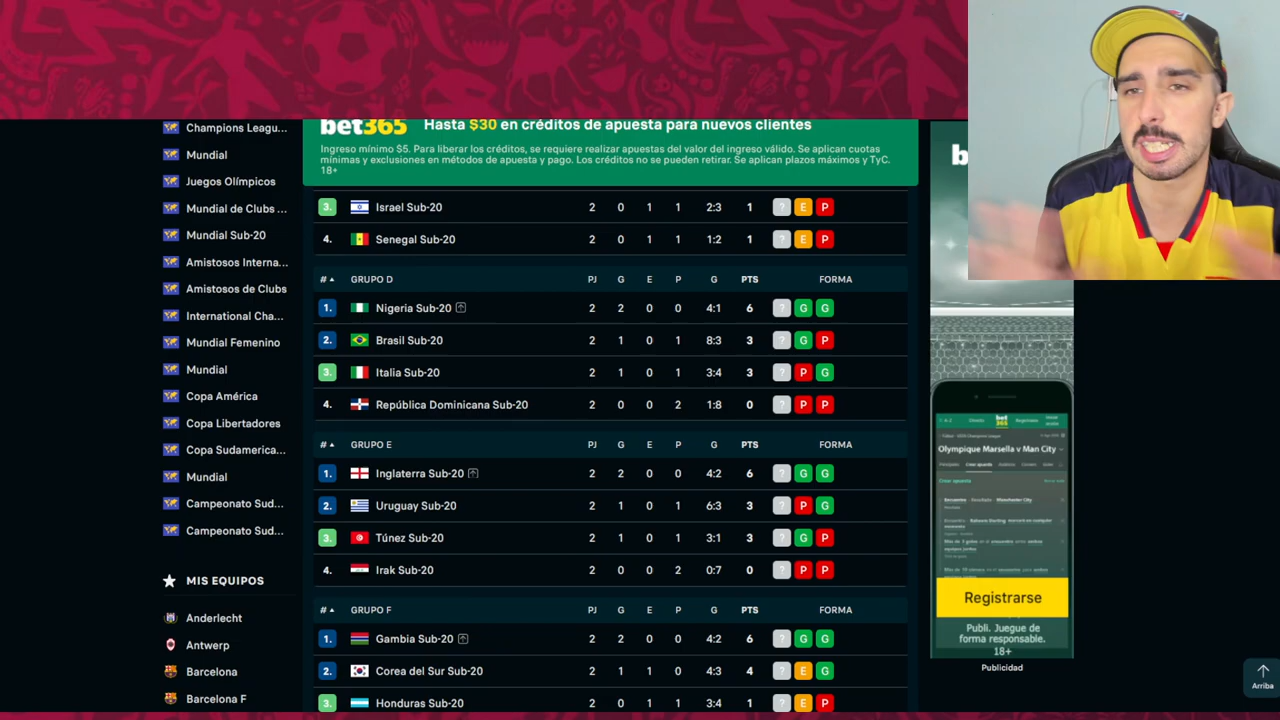 bet365 Hasta $30 en créditos de apuesta para nuevos clientes
Ingreso mínimo $5. Para liberar los créditos, se requiere realizar apuestas del valor del ingreso válido. Se aplican cuotas
mínimas y exclusiones en métodos de apuesta y pago. Los créditos no se pueden retirar. Se aplican plazos máximos y TyC.
18+
Champions Leagu...
Mundial
Juegos Olímpicos
Mundial de Clubs ...
Mundial Sub-20
Amistosos Interna...
Amistosos de Clubs
International Cha...
Mundial Femenino
Mundial
Copa América
Copa Libertadores
Copa Sudamerica...
Mundial
Campeonato Sud...
Campeonato Sud...
MIS EQUIPOS
Anderlecht
Antwerp
Barcelona
Barcelona F
3. Israel Sub-20 2 0 1 1 2:3 1 ? E P
4. Senegal Sub-20 2 0 1 1 1:2 1 ? E P
# GRUPO D PJ G E P G PTS FORMA
1. Nigeria Sub-20 2 2 0 0 4:1 6 ? G G
2. Brasil Sub-20 2 1 0 1 8:3 3 ? G P
3. Italia Sub-20 2 1 0 1 3:4 3 ? P G
4. República Dominicana Sub-20 2 0 0 2 1:8 0 ? P P
# GRUPO E PJ G E P G PTS FORMA
1. Inglaterra Sub-20 2 2 0 0 4:2 6 ? G G
2. Uruguay Sub-20 2 1 0 1 6:3 3 ? P G
3. Túnez Sub-20 2 1 0 1 3:1 3 ? G P
4. Irak Sub-20 2 0 0 2 0:7 0 ? P P
# GRUPO F PJ G E P G PTS FORMA
1. Gambia Sub-20 2 2 0 0 4:2 6 ? G G
2. Corea del Sur Sub-20 2 1 1 0 4:3 4 ? E G
3. Honduras Sub-20 2 0 1 1 3:4 1 ? E P
b
bet365
Olympique Marsella v Man City
Registrarse
Publi. Juegue de
forma responsable.
18+
Publicidad
Arriba